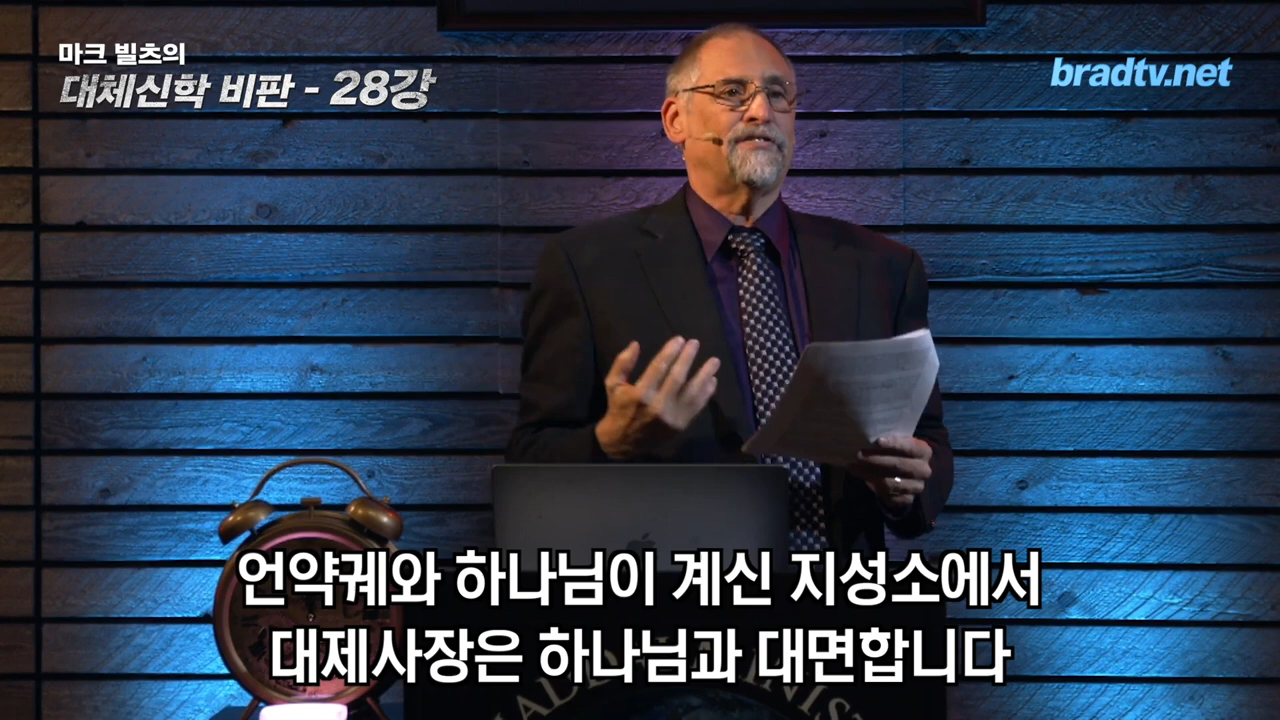 마크 빌츠의
대체신학 비판 - 28강
bradtv.net
언약궤와 하나님이 계신 지성소에서
대제사장은 하나님과 대면합니다